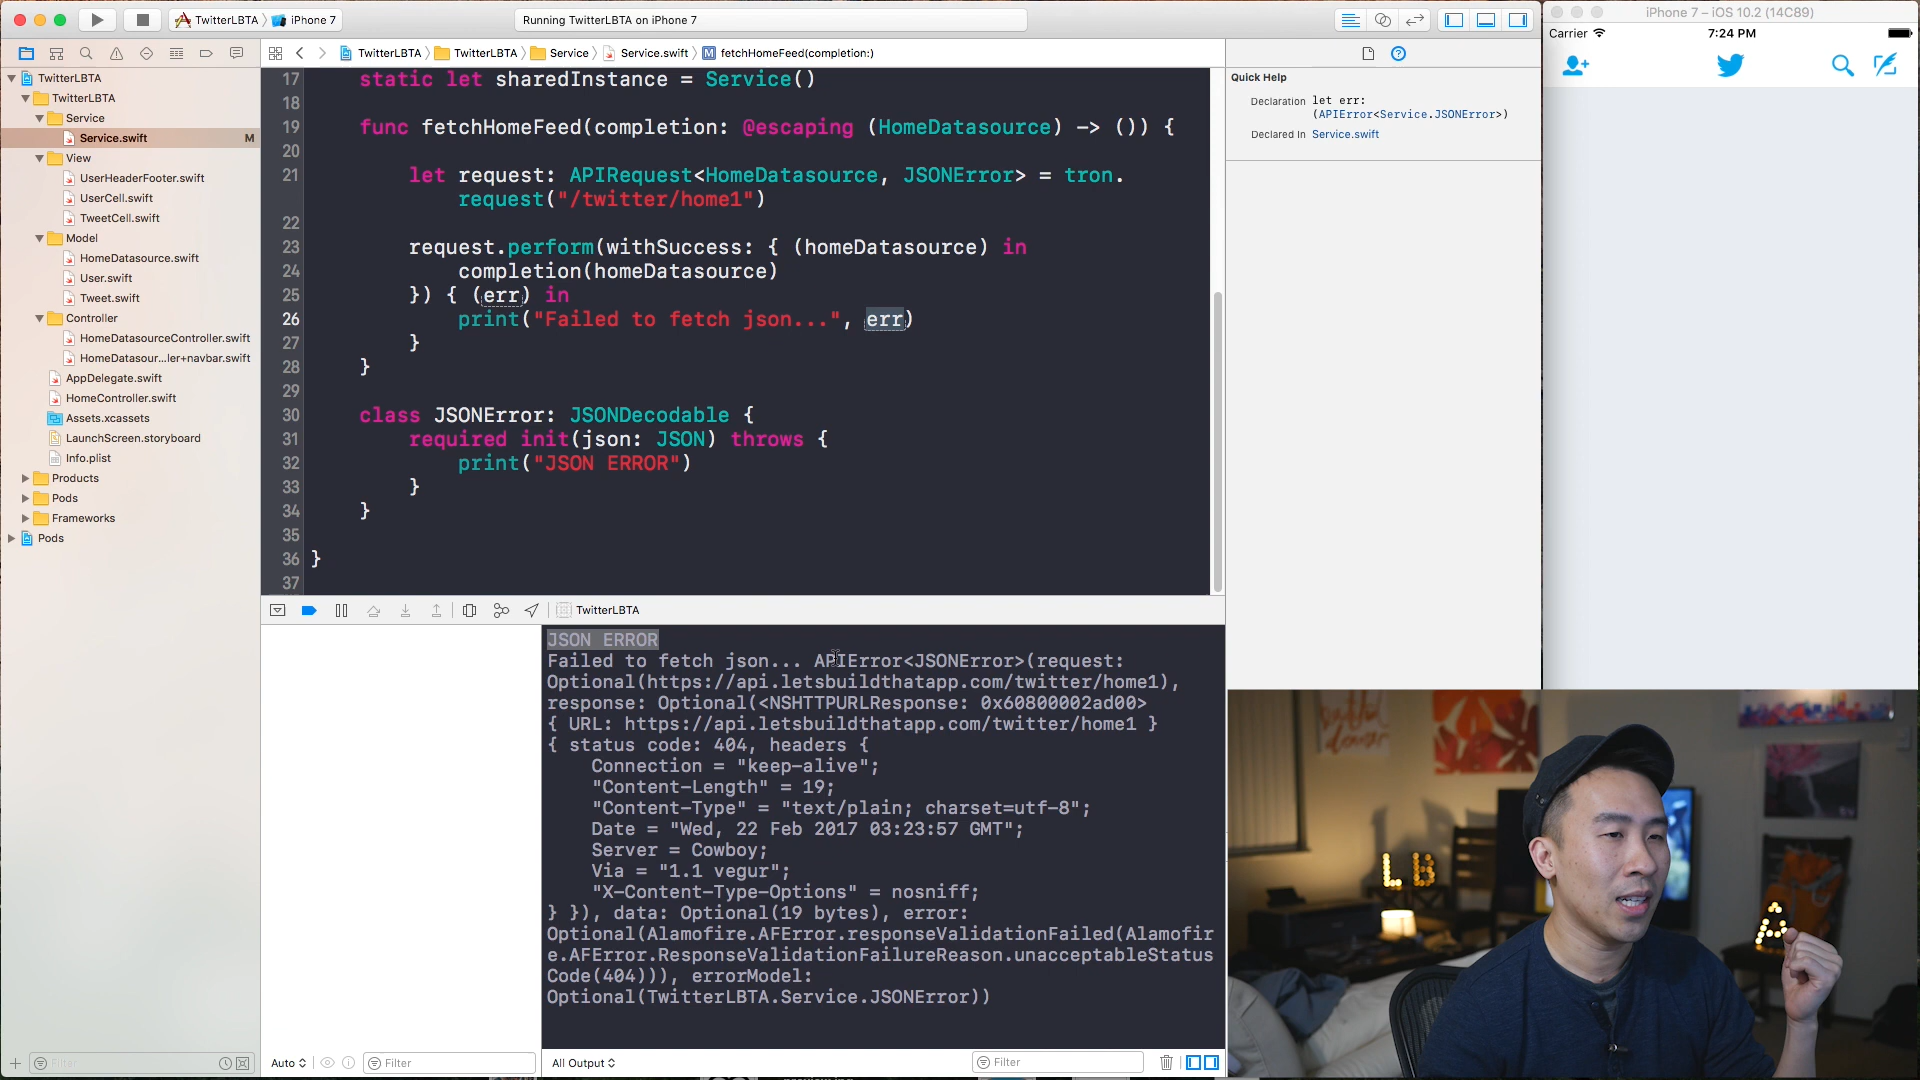 TwitterLBTA
iPhone 7
Running TwitterLBTA on iPhone 7
iPhone 7 – iOS 10.2 (14C89)
Carrier
7:24 PM
TwitterLBTA
TwitterLBTA
Service
Service.swift
M
fetchHomeFeed(completion:)
TwitterLBTA
TwitterLBTA
Service
Service.swift
M
View
UserHeaderFooter.swift
UserCell.swift
TweetCell.swift
Model
HomeDatasource.swift
User.swift
Tweet.swift
Controller
HomeDatasourceController.swift
HomeDatasour...ler+navbar.swift
AppDelegate.swift
HomeController.swift
Assets.xcassets
LaunchScreen.storyboard
Info.plist
Products
Pods
Frameworks
Pods
17 static let sharedInstance = Service()
18
19 func fetchHomeFeed(completion: @escaping (HomeDatasource) -> ()) {
20
21 let request: APIRequest<HomeDatasource, JSONError> = tron.
request("/twitter/home1")
22
23 request.perform(withSuccess: { (homeDatasource) in
24 completion(homeDatasource)
25 }) { (err) in
26 print("Failed to fetch json...", err)
27 }
28 }
29
30 class JSONError: JSONDecodable {
31 required init(json: JSON) throws {
32 print("JSON ERROR")
33 }
34 }
35
36 }
37
Quick Help
Declaration let err:
(APIError<Service.JSONError>)
Declared In Service.swift
TwitterLBTA
JSON ERROR
Failed to fetch json... APIError<JSONError>(request:
Optional(https://api.letsbuildthatapp.com/twitter/home1),
response: Optional(<NSHTTPURLResponse: 0x60800002ad00>
{ URL: https://api.letsbuildthatapp.com/twitter/home1 }
{ status code: 404, headers {
Connection = "keep-alive";
"Content-Length" = 19;
"Content-Type" = "text/plain; charset=utf-8";
Date = "Wed, 22 Feb 2017 03:23:57 GMT";
Server = Cowboy;
Via = "1.1 vegur";
"X-Content-Type-Options" = nosniff;
} }), data: Optional(19 bytes), error:
Optional(Alamofire.AFError.responseValidationFailed(Alamofir
e.AFError.ResponseValidationFailureReason.unacceptableStatus
Code(404))), errorModel:
Optional(TwitterLBTA.Service.JSONError))
Filter
Auto
Filter
All Output
Filter
L B
A